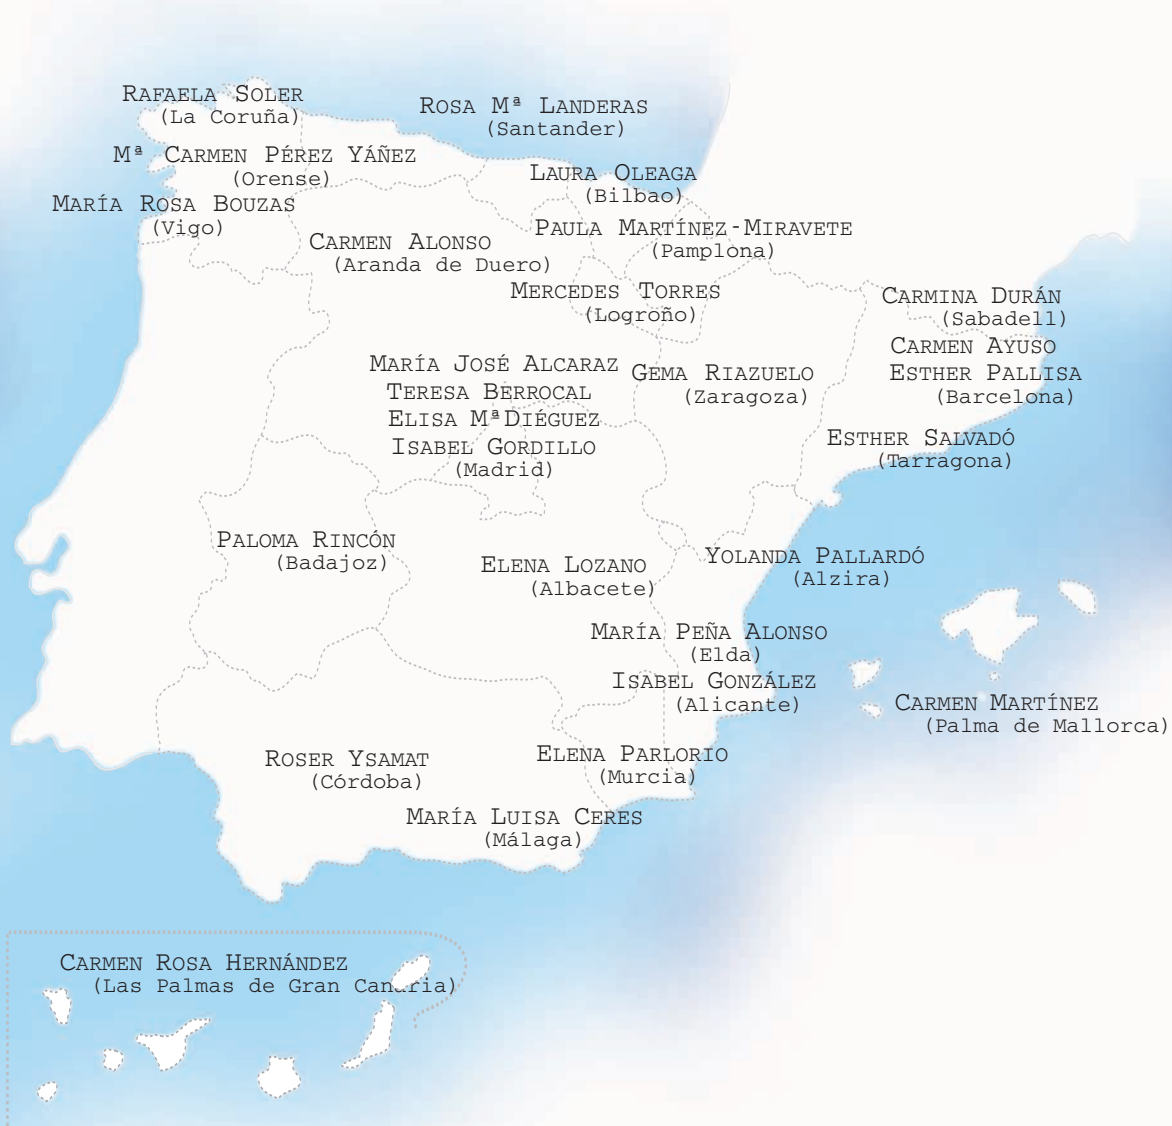 RAFAELA SOLER
(La Coruña)
ROSA Mª LANDERAS
(Santander)
Mª CARMEN PÉREZ YÁÑEZ
(Orense)
LAURA OLEAGA
(Bilbao)
MARÍA ROSA BOUZAS
(Vigo)
PAULA MARTÍNEZ-MIRAVETE
(Pamplona)
CARMEN ALONSO
(Aranda de Duero)
MERCEDES TORRES
(Logroño)
CARMINA DURÁN
(Sabadell)
CARMEN AYUSO
ESTHER PALLISA
(Barcelona)
MARÍA JOSÉ ALCARAZ
TERESA BERROCAL
ELISA Mª DIÉGUEZ
ISABEL GORDILLO
(Madrid)
GEMA RIAZUELO
(Zaragoza)
ESTHER SALVADÓ
(Tarragona)
PALOMA RINCÓN
(Badajoz)
ELENA LOZANO
(Albacete)
YOLANDA PALLARDÓ
(Alzira)
MARÍA PEÑA ALONSO
(Elda)
ISABEL GONZÁLEZ
(Alicante)
CARMEN MARTÍNEZ
(Palma de Mallorca)
ROSER YSAMAT
(Córdoba)
ELENA PARLORIO
(Murcia)
MARÍA LUISA CERES
(Málaga)
CARMEN ROSA HERNÁNDEZ
(Las Palmas de Gran Canaria)